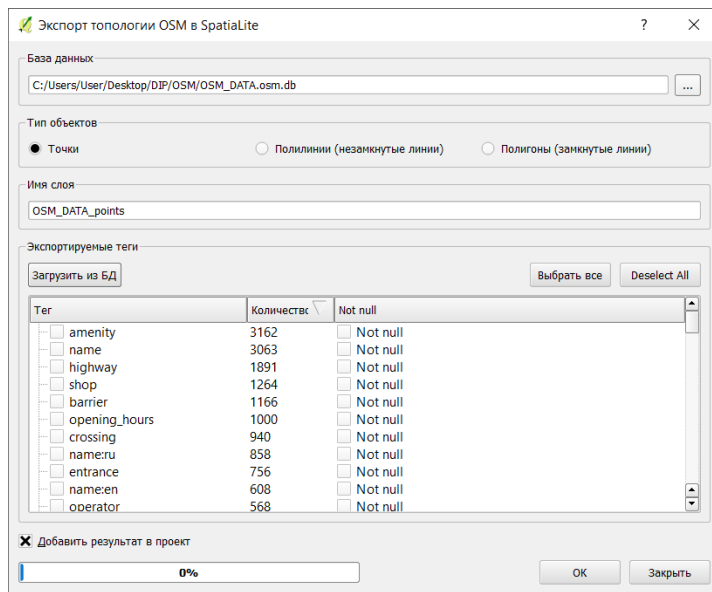 Экспорт топологии OSM в SpatiaLite ? ×
База данных
C:/Users/User/Desktop/DIP/OSM/OSM_DATA.osm.db ...
Тип объектов
Точки Полилинии (незамкнутые линии) Полигоны (замкнутые линии)
Имя слоя
OSM_DATA_points
Экспортируемые теги
Загрузить из БД Выбрать все Deselect All
Тег Количествс Not null
amenity 3162 Not null
name 3063 Not null
highway 1891 Not null
shop 1264 Not null
barrier 1166 Not null
opening_hours 1000 Not null
crossing 940 Not null
name:ru 858 Not null
entrance 756 Not null
name:en 608 Not null
operator 568 Not null
Добавить результат в проект
0% ОК Закрыть